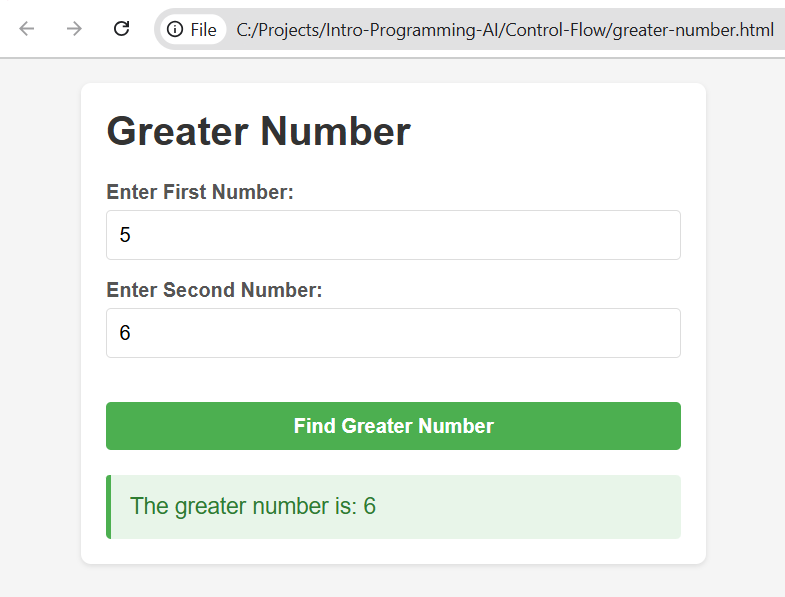 File C:/Projects/Intro-Programming-AI/Control-Flow/greater-number.html
Greater Number
Enter First Number:
5
Enter Second Number:
6
Find Greater Number
The greater number is: 6